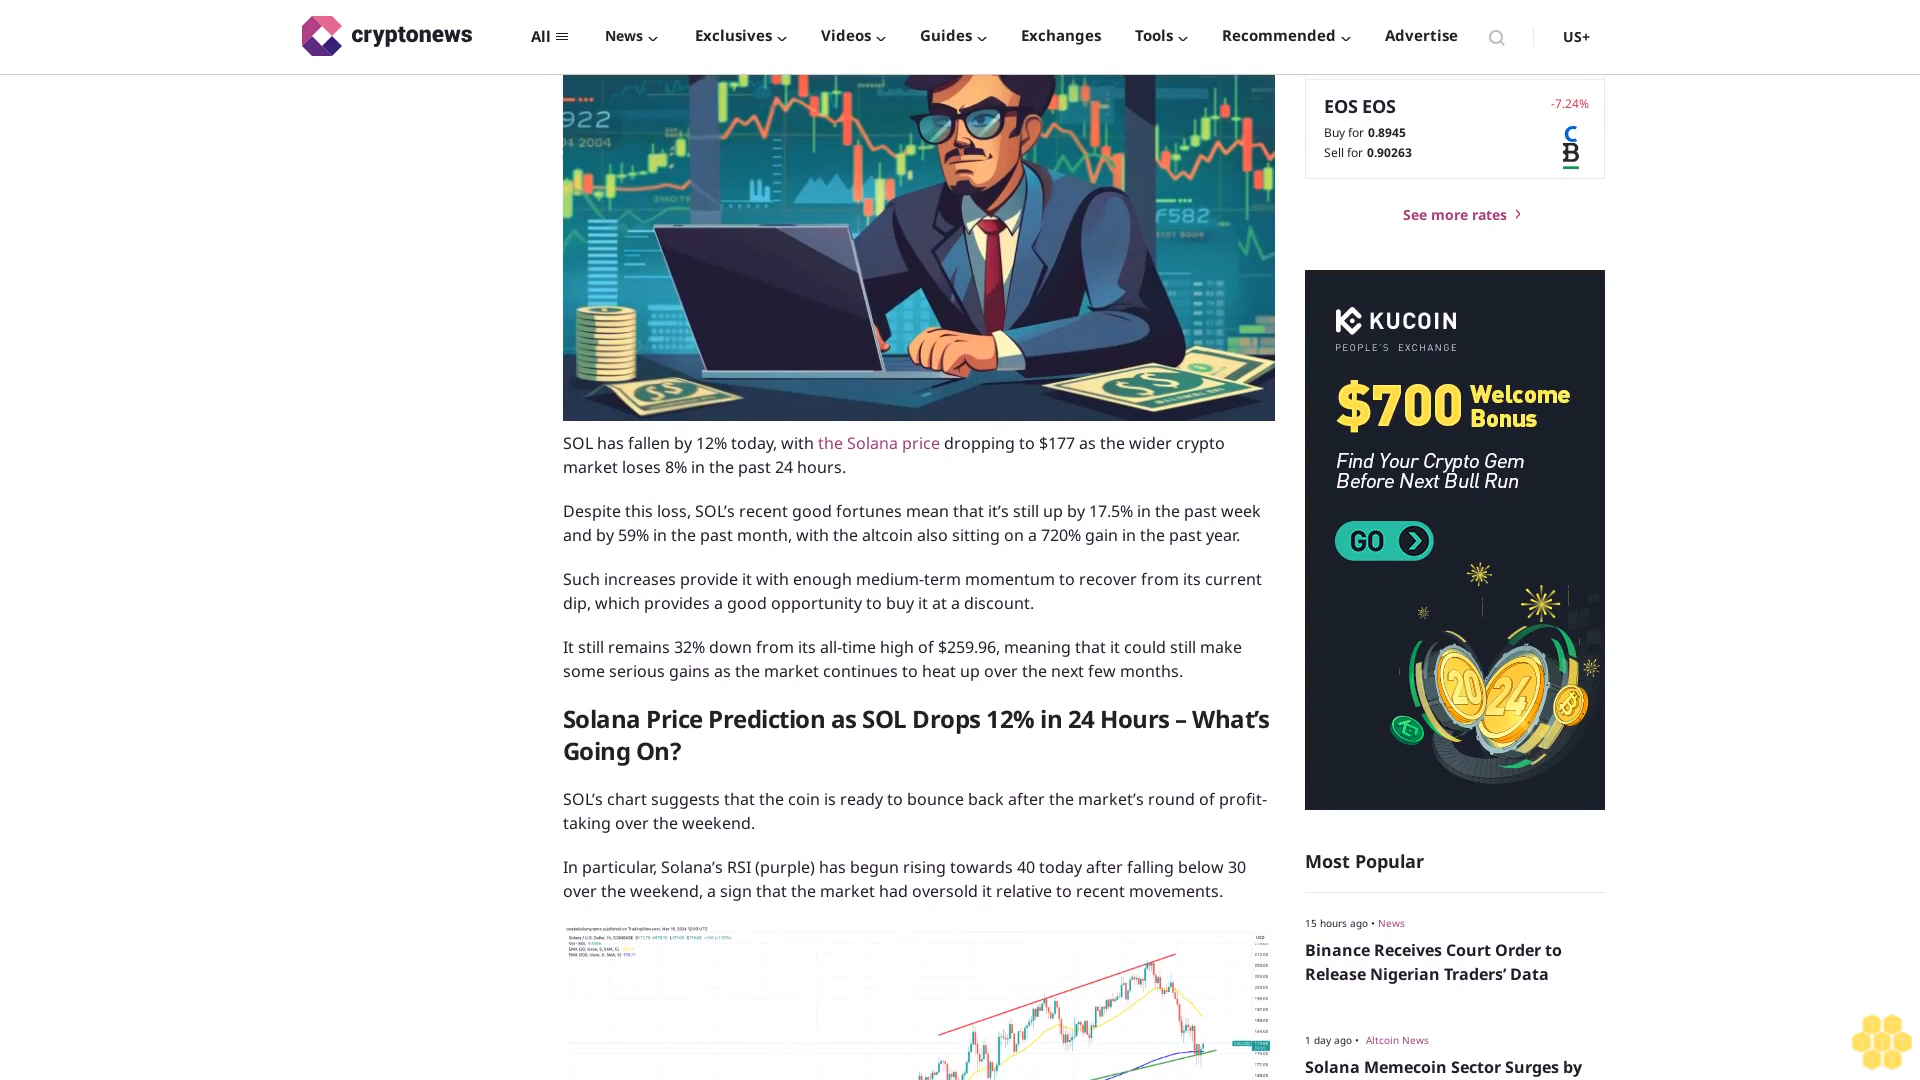 cryptonews
All
News
Exclusives
Videos
Guides
Exchanges
Tools
Recommended
Advertise
US+
922
04 2004
F582
SOL has fallen by 12% today, with the Solana price dropping to $177 as the wider crypto
market loses 8% in the past 24 hours.
Despite this loss, SOL’s recent good fortunes mean that it’s still up by 17.5% in the past week
and by 59% in the past month, with the altcoin also sitting on a 720% gain in the past year.
Such increases provide it with enough medium-term momentum to recover from its current
dip, which provides a good opportunity to buy it at a discount.
It still remains 32% down from its all-time high of $259.96, meaning that it could still make
some serious gains as the market continues to heat up over the next few months.
Solana Price Prediction as SOL Drops 12% in 24 Hours – What’s
Going On?
SOL’s chart suggests that the coin is ready to bounce back after the market’s round of profit-
taking over the weekend.
In particular, Solana’s RSI (purple) has begun rising towards 40 today after falling below 30
over the weekend, a sign that the market had oversold it relative to recent movements.
EOS EOS
-7.24%
Buy for 0.8945
Sell for 0.90263
See more rates
KUCOIN
PEOPLE'S EXCHANGE
$700 Welcome
Bonus
Find Your Crypto Gem
Before Next Bull Run
GO
20
24
Most Popular
15 hours ago • News
Binance Receives Court Order to
Release Nigerian Traders’ Data
1 day ago • Altcoin News
Solana Memecoin Sector Surges by